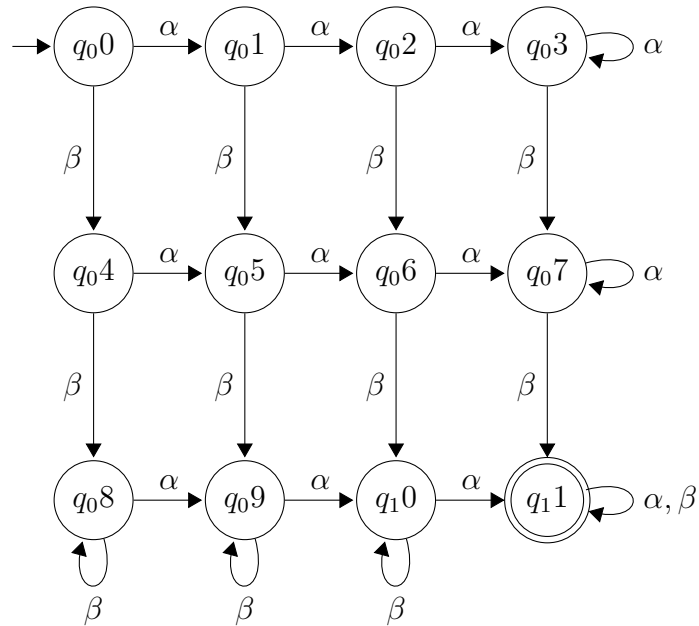 q₀0 α q₀1 α q₀2 α q₀3 α
β β β β
q₀4 α q₀5 α q₀6 α q₀7 α
β β β β
q₀8 α q₀9 α q₁0 α q₁1 α, β
β β β